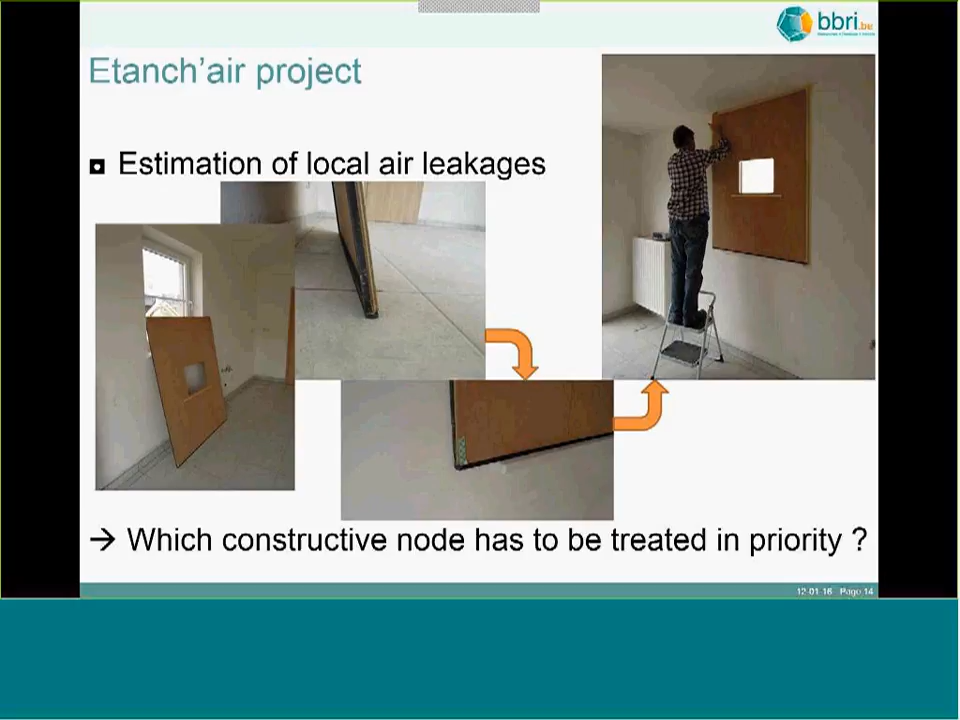 bbri.be
Etanch'air project
Estimation of local air leakages
→ Which constructive node has to be treated in priority ?
12-01-16 Page 14